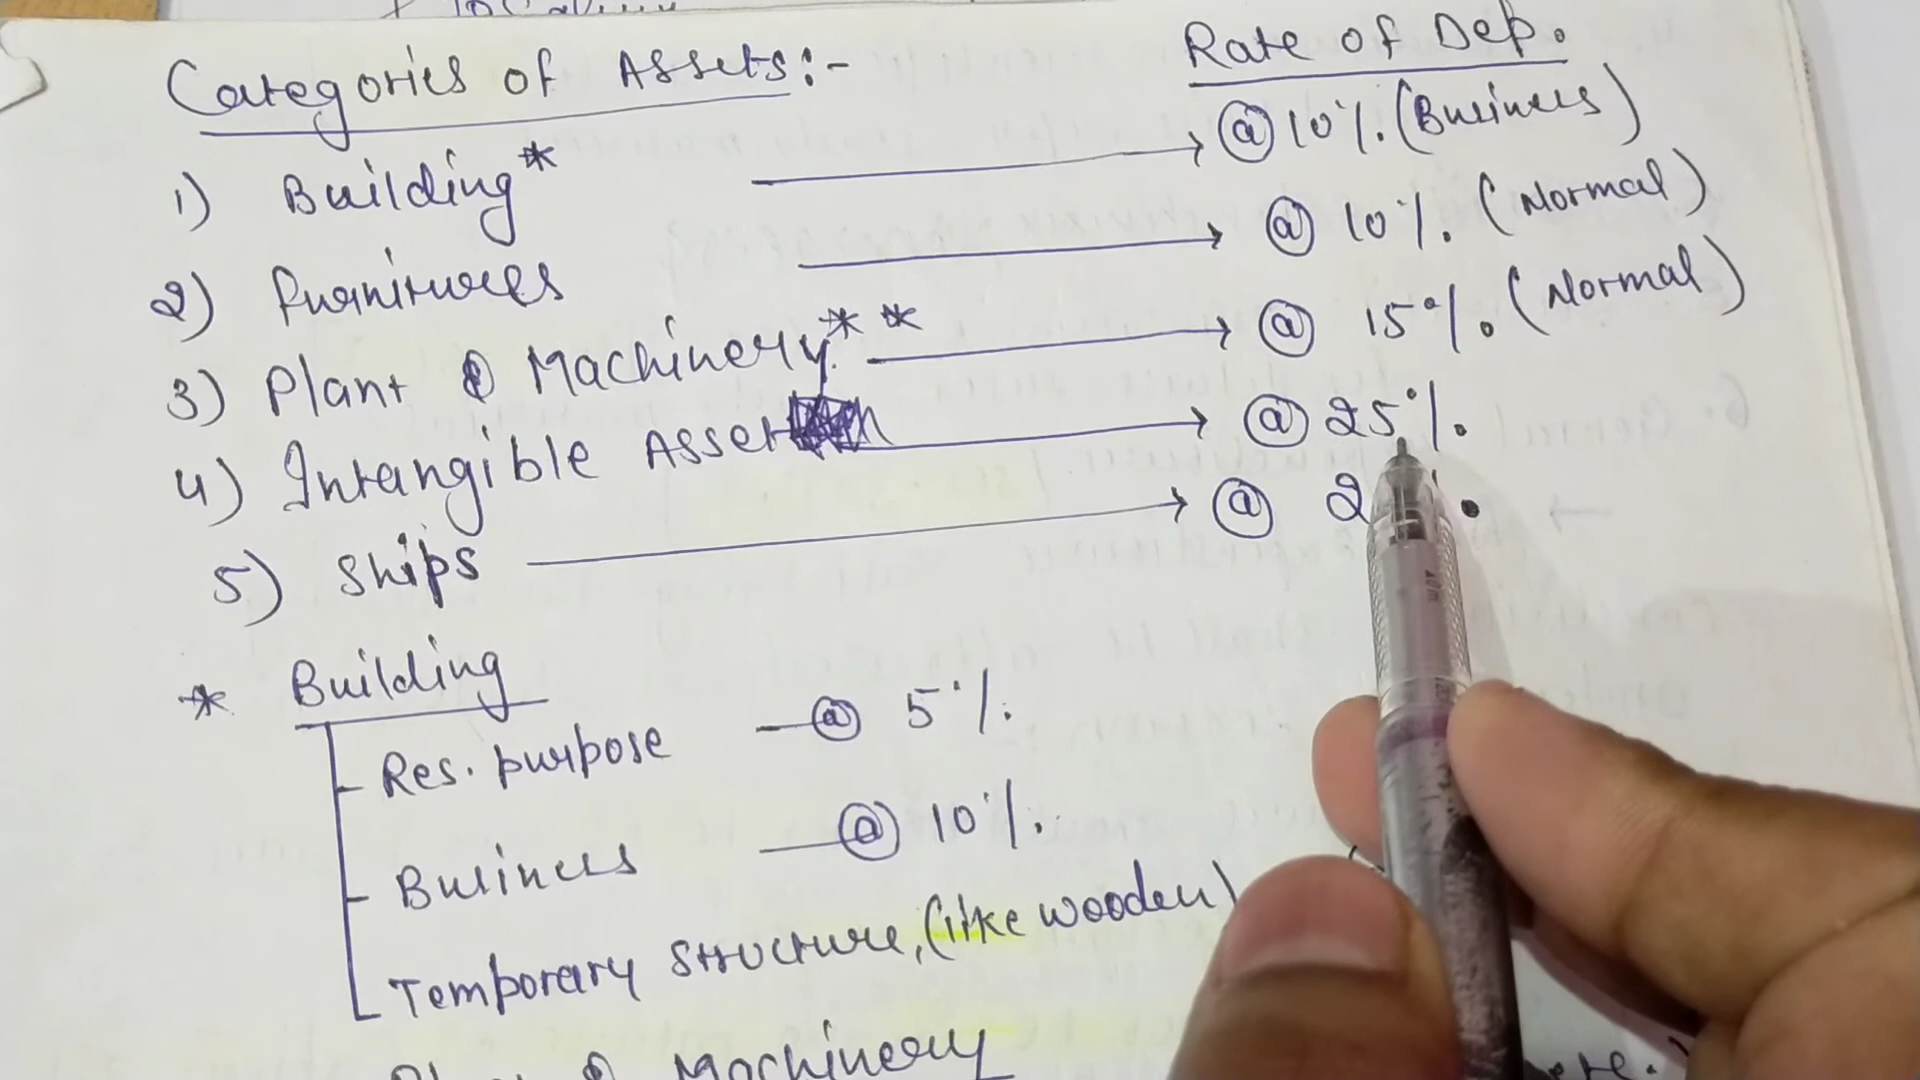 Categories of Assets:- Rate of Dep.
1) Building* → @ 10%. (Business)
2) Furnitures → @ 10%. (Normal)
3) Plant & Machinery** → @ 15%. (Normal)
4) Intangible Asset → @ 25%.
5) Ships → @ 2
* Building
Res. purpose - @ 5%.
Business - @ 10%.
Temporary structure, (like wooden)
Machinery